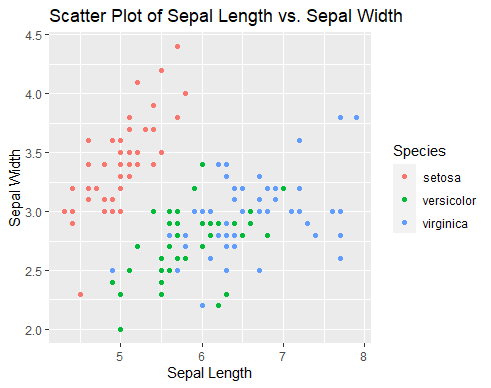 Scatter Plot of Sepal Length vs. Sepal Width
4.5
4.0
3.5
3.0
2.5
2.0
Sepal Width
5
6
7
8
Sepal Length
Species
setosa
versicolor
virginica